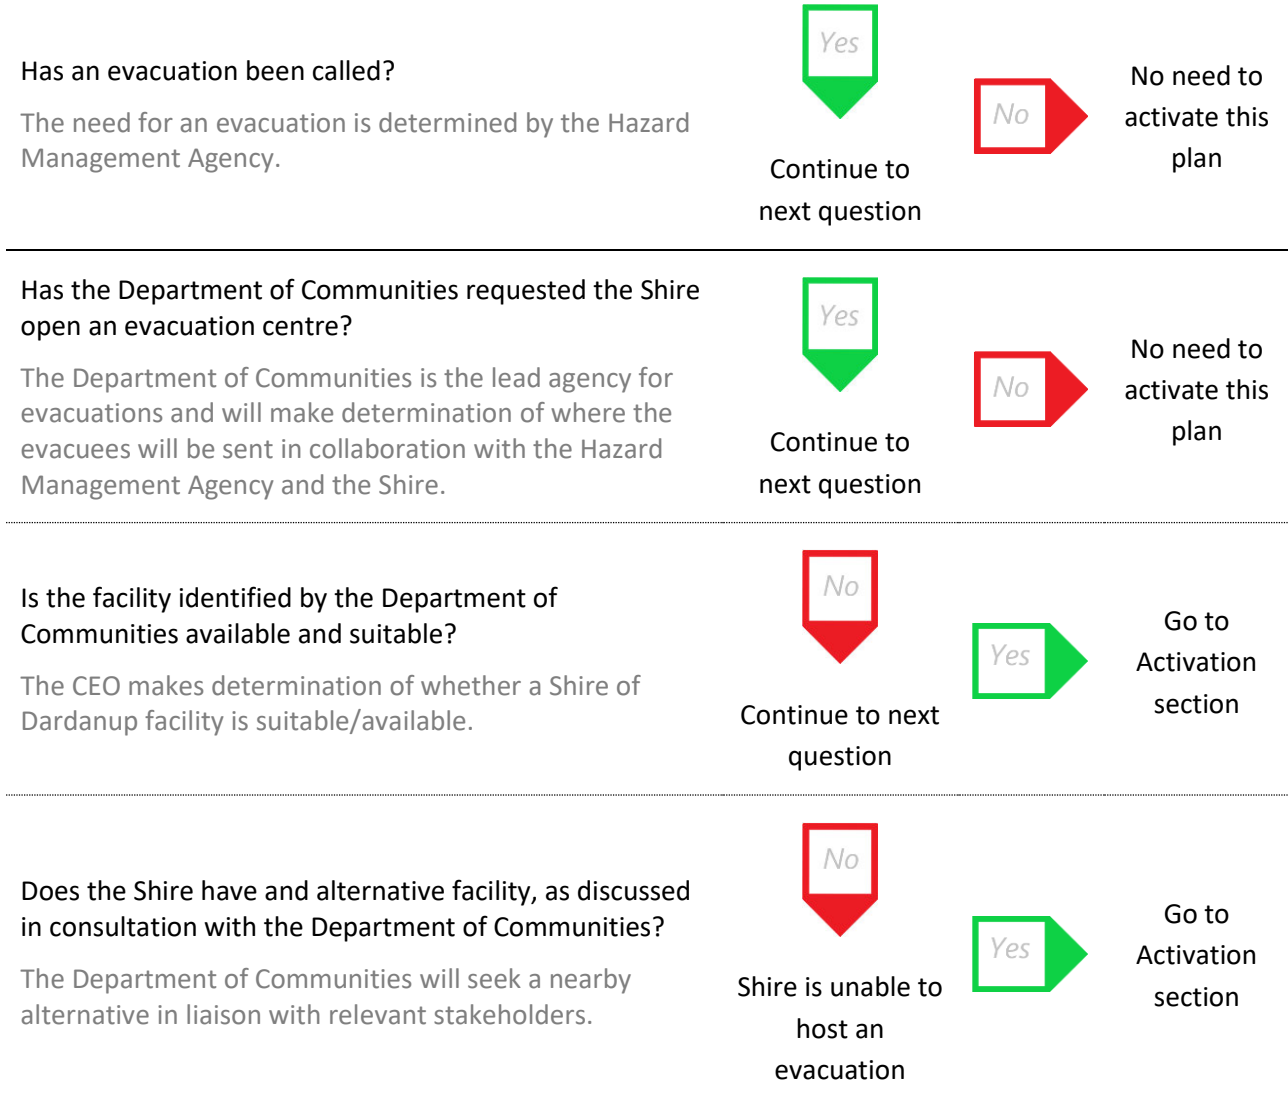 Has an evacuation been called?
The need for an evacuation is determined by the Hazard
Management Agency.
Yes
Continue to
next question
No
No need to
activate this
plan
Has the Department of Communities requested the Shire
open an evacuation centre?
The Department of Communities is the lead agency for
evacuations and will make determination of where the
evacuees will be sent in collaboration with the Hazard
Management Agency and the Shire.
Yes
Continue to
next question
No
No need to
activate this
plan
Is the facility identified by the Department of
Communities available and suitable?
The CEO makes determination of whether a Shire of
Dardanup facility is suitable/available.
No
Continue to next
question
Yes
Go to
Activation
section
Does the Shire have and alternative facility, as discussed
in consultation with the Department of Communities?
The Department of Communities will seek a nearby
alternative in liaison with relevant stakeholders.
No
Shire is unable to
host an
evacuation
Yes
Go to
Activation
section